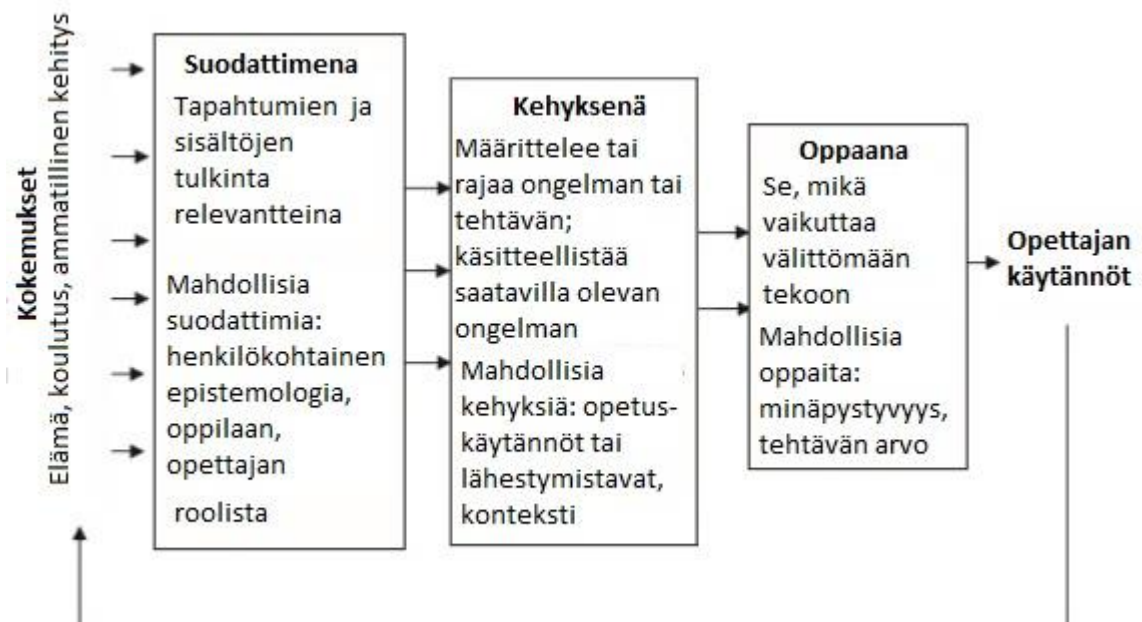 Kokemukset
Elämä, koulutus, ammatillinen kehitys
Suodattimena
Tapahtumien ja
sisältöjen
tulkinta
relevantteina
Mahdollisia
suodattimia:
henkilökohtainen
epistemologia,
oppilaan,
opettajan
roolista
Kehyksenä
Määrittelee tai
rajaa ongelman tai
tehtävän;
käsitteellistää
saatavilla olevan
ongelman
Mahdollisia
kehyksiä: opetus-
käytännöt tai
lähestymistavat,
konteksti
Oppaana
Se, mikä
vaikuttaa
välittömään
tekoon
Mahdollisia
oppaita:
minäpystyvyys,
tehtävän arvo
Opettajan
käytännöt